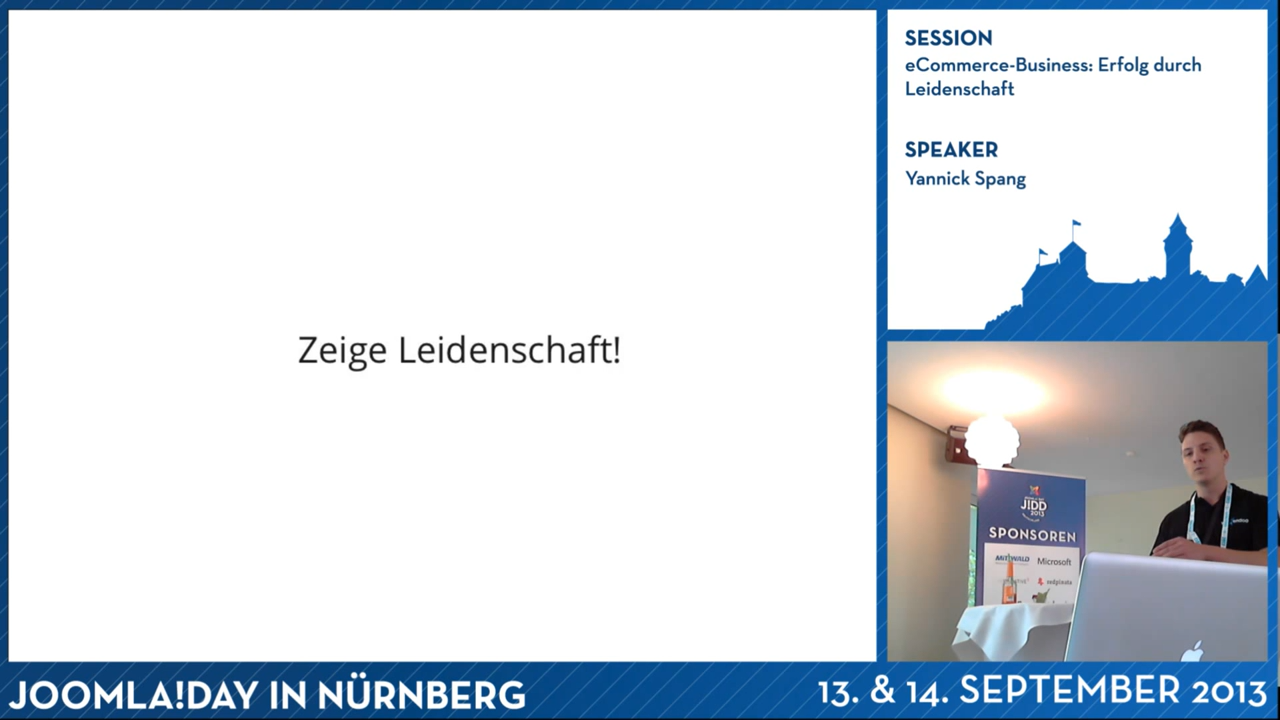 Zeige Leidenschaft!
SESSION
eCommerce-Business: Erfolg durch
Leidenschaft
SPEAKER
Yannick Spang
JIDD
2013
SPONSOREN
MITTWALD
Microsoft
redpineata
JOOMLA!DAY IN NÜRNBERG
13. & 14. SEPTEMBER 2013